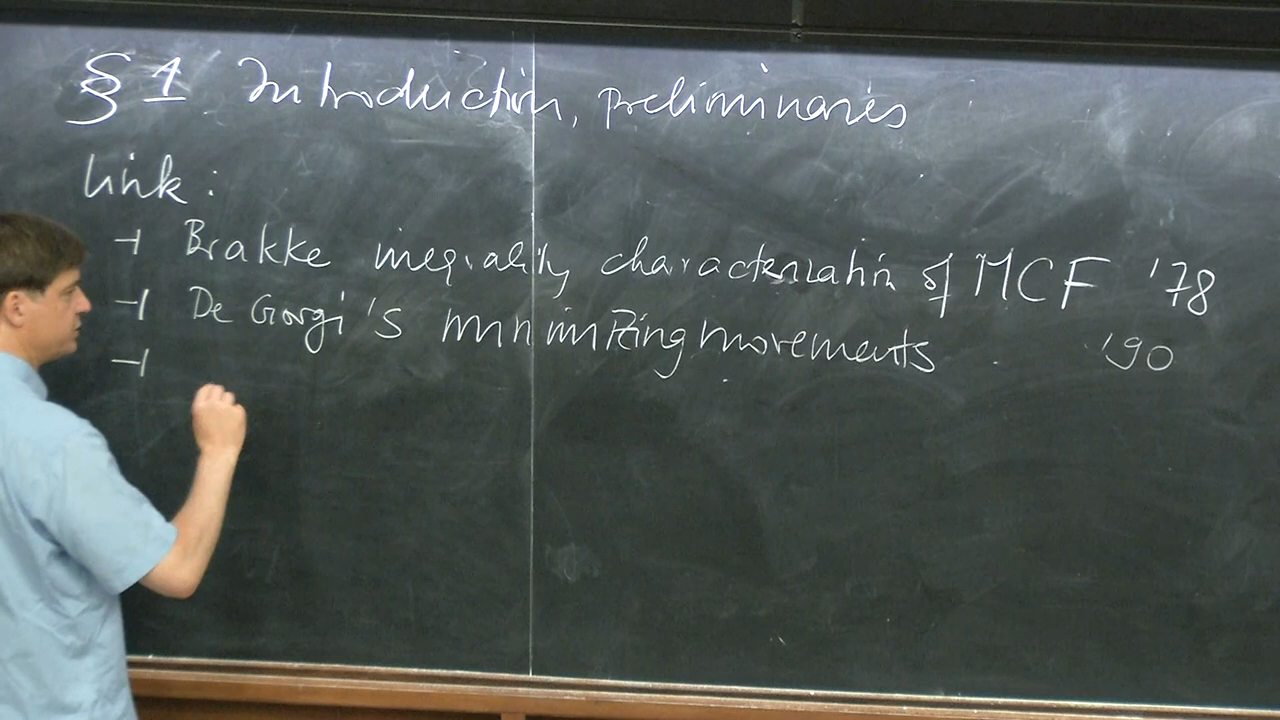 § 1 Introduction, preliminaries
Link:
- Brakke inequality characterization of MCF '78
- De Giorgi's minimizing movements '90
-